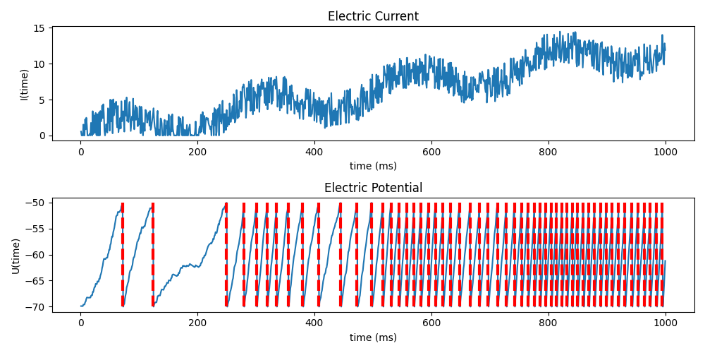 Electric Current
15
10
5
0
I(time)
0 200 400 600 800 1000
time (ms)
Electric Potential
−50
−55
−60
−65
−70
U(time)
0 200 400 600 800 1000
time (ms)